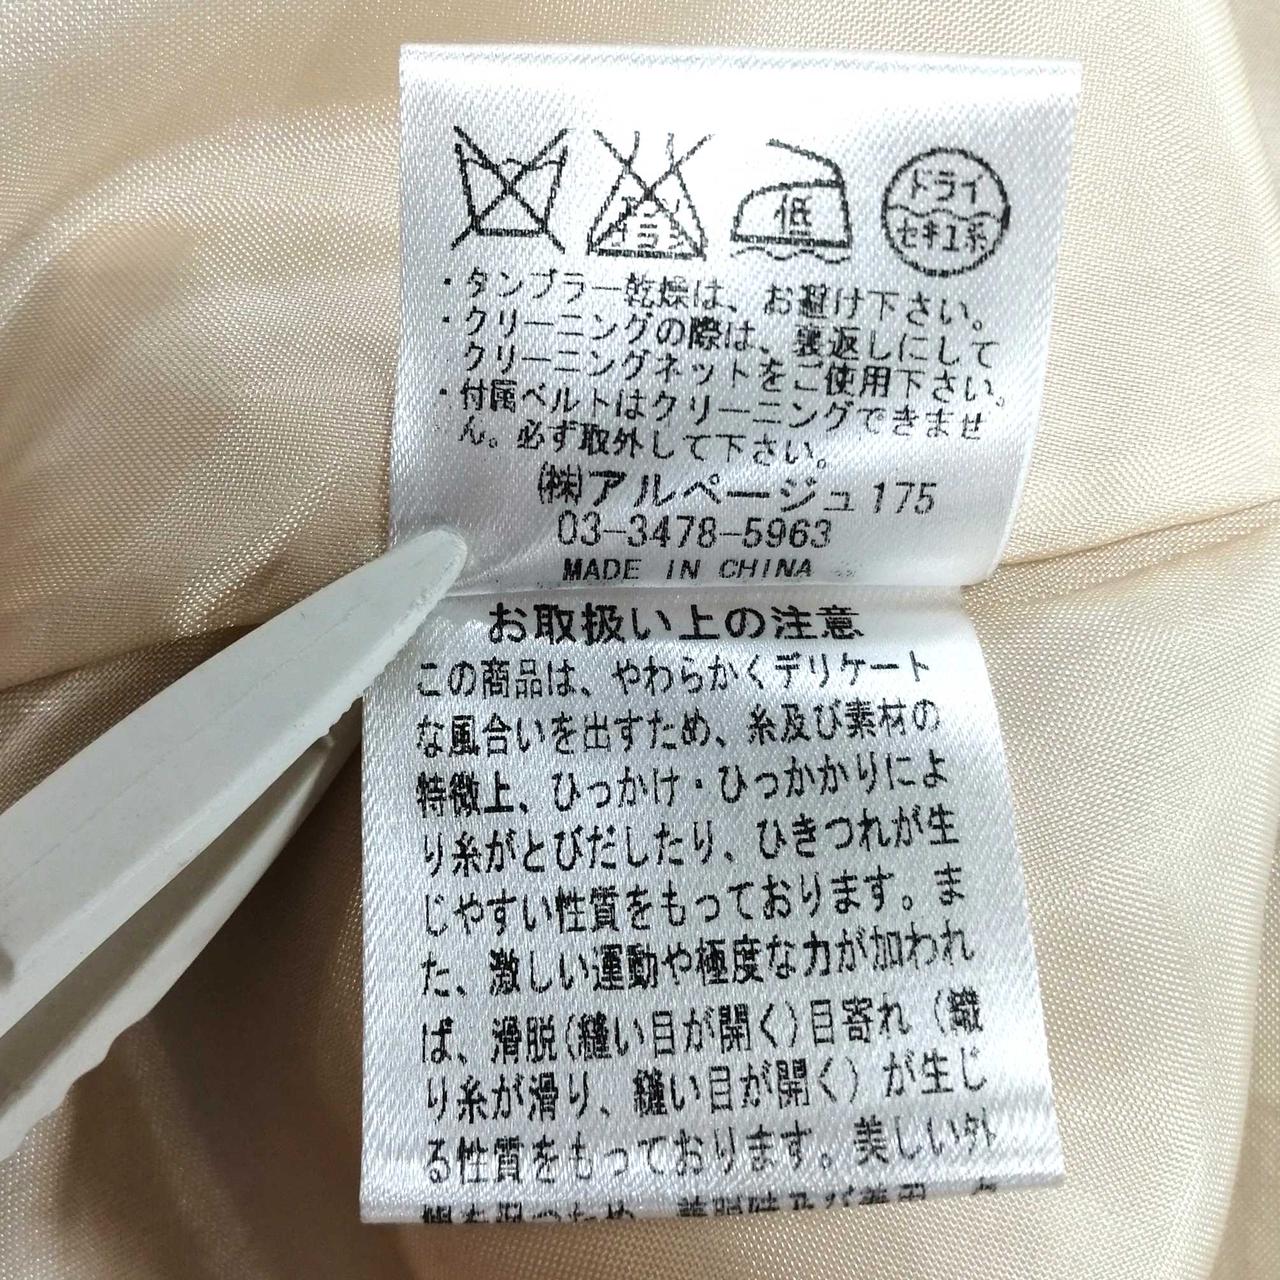 エンソ
サラシ
低
ドライ
セキユ系
・タンブラー乾燥は、お避け下さい。
・クリーニングの際は、裏返しにして
クリーニングネットをご使用下さい。
・付属ベルトはクリーニングできませ
ん。必ず取外して下さい。
㈱アルページュ175
03-3478-5963
MADE IN CHINA
お取扱い上の注意
この商品は、やわらかくデリケート
な風合いを出すため、糸及び素材の
特徴上、ひっかけ・ひっかかりによ
り糸がとびだしたり、ひきつれが生
じやすい性質をもっております。ま
た、激しい運動や極度な力が加われ
ば、滑脱(縫い目が開く)目寄れ（織
り糸が滑り、縫い目が開く）が生じ
る性質をもっております。美しい外